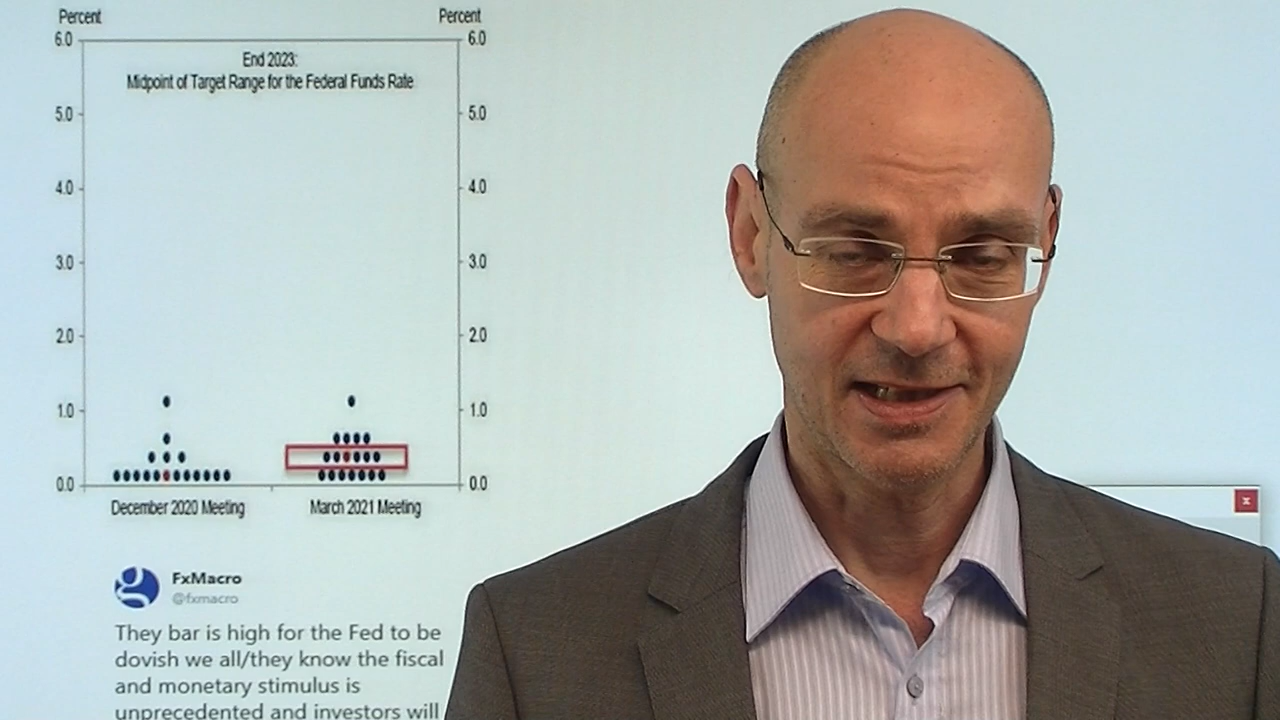 Percent Percent
6.0 6.0
End 2023:
Midpoint of Target Range for the Federal Funds Rate
5.0 5.0
4.0 4.0
3.0 3.0
2.0 2.0
1.0 1.0
0.0 0.0
December 2020 Meeting March 2021 Meeting
FxMacro
@fxmacro
They bar is high for the Fed to be
dovish we all/they know the fiscal
and monetary stimulus is
unprecedented and investors will
x